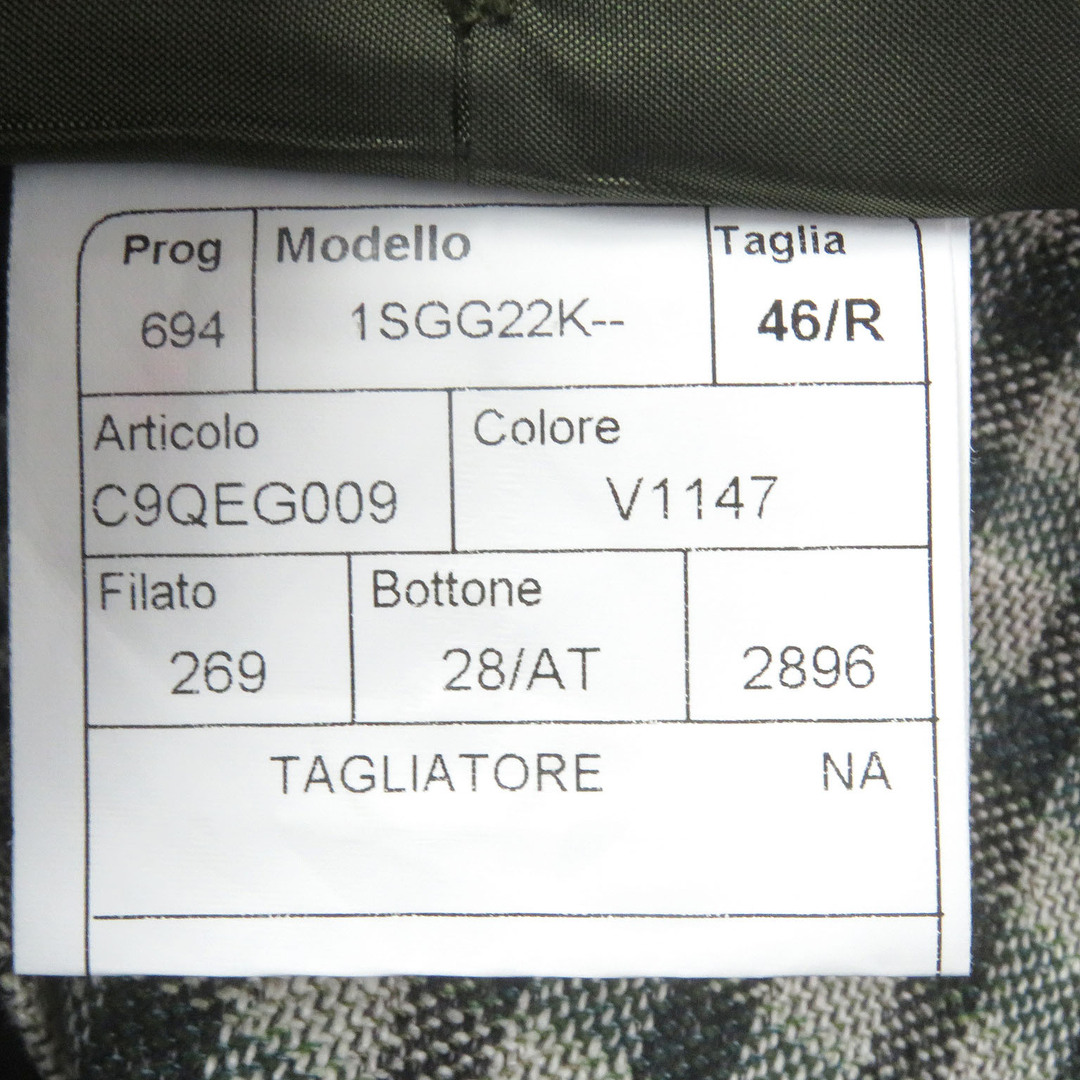 Prog Modello Taglia
694 1SGG22K-- 46/R
Articolo Colore
C9QEG009 V1147
Filato Bottone
269 28/AT 2896
TAGLIATORE NA